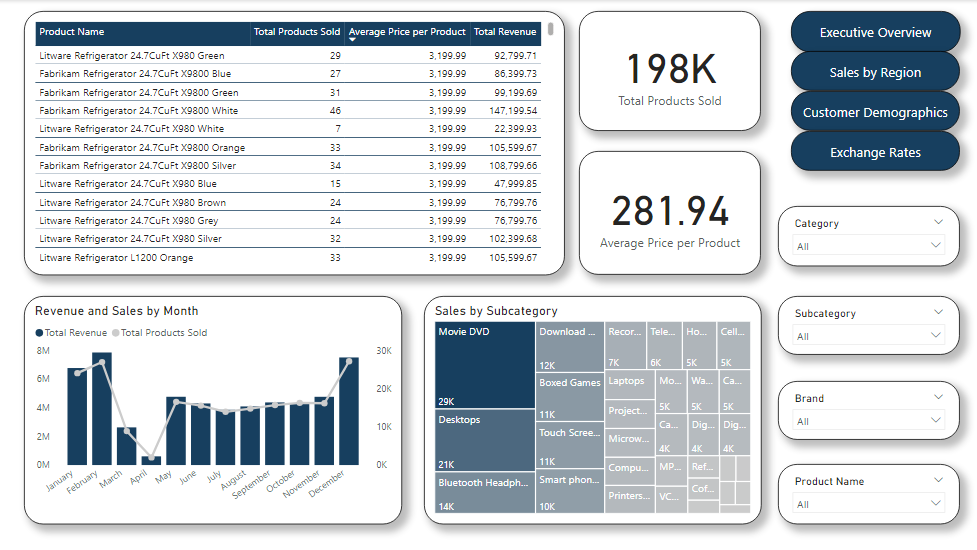 Product Name Total Products Sold Average Price per Product Total Revenue
Litware Refrigerator 24.7CuFt X980 Green 29 3,199.99 92,799.71
Fabrikam Refrigerator 24.7CuFt X9800 Blue 27 3,199.99 86,399.73
Fabrikam Refrigerator 24.7CuFt X9800 Green 31 3,199.99 99,199.69
Fabrikam Refrigerator 24.7CuFt X9800 White 46 3,199.99 147,199.54
Litware Refrigerator 24.7CuFt X980 White 7 3,199.99 22,399.93
Fabrikam Refrigerator 24.7CuFt X9800 Orange 33 3,199.99 105,599.67
Fabrikam Refrigerator 24.7CuFt X9800 Silver 34 3,199.99 108,799.66
Litware Refrigerator 24.7CuFt X980 Blue 15 3,199.99 47,999.85
Litware Refrigerator 24.7CuFt X980 Brown 24 3,199.99 76,799.76
Litware Refrigerator 24.7CuFt X980 Grey 24 3,199.99 76,799.76
Litware Refrigerator 24.7CuFt X980 Silver 32 3,199.99 102,399.68
Litware Refrigerator L1200 Orange 33 3,199.99 105,599.67
198K
Total Products Sold
281.94
Average Price per Product
Executive Overview
Sales by Region
Customer Demographics
Exchange Rates
Category
All
Subcategory
All
Brand
All
Product Name
All
Revenue and Sales by Month
Total Revenue Total Products Sold
8M 30K
6M
20K
4M
10K
2M
0M 0K
January February March April May June July August September October November December
Sales by Subcategory
Movie DVD
29K
Desktops
21K
Bluetooth Headph...
14K
Download ...
12K
Boxed Games
11K
Touch Scree...
11K
Smart phon...
10K
Recor...
7K
Tele...
6K
Ho...
5K
Cell...
5K
Laptops
Project...
Microw...
Compu...
Printers...
Mo...
5K
Wa...
5K
Ca...
5K
Ca...
4K
Dig...
4K
Dig...
4K
MP...
VC...
Ref...
Cof...